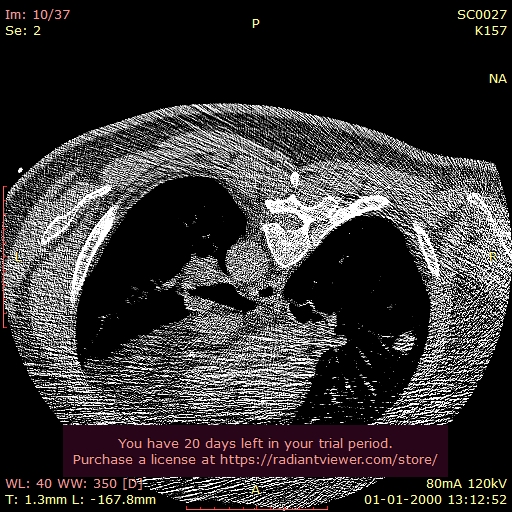 Im: 10/37
Se: 2
P
SC0027
K157
NA
You have 20 days left in your trial period.
Purchase a license at https://radiantviewer.com/store/
WL: 40 WW: 350 [D]
T: 1.3mm L: -167.8mm
A
80mA 120kV
01-01-2000 13:12:52